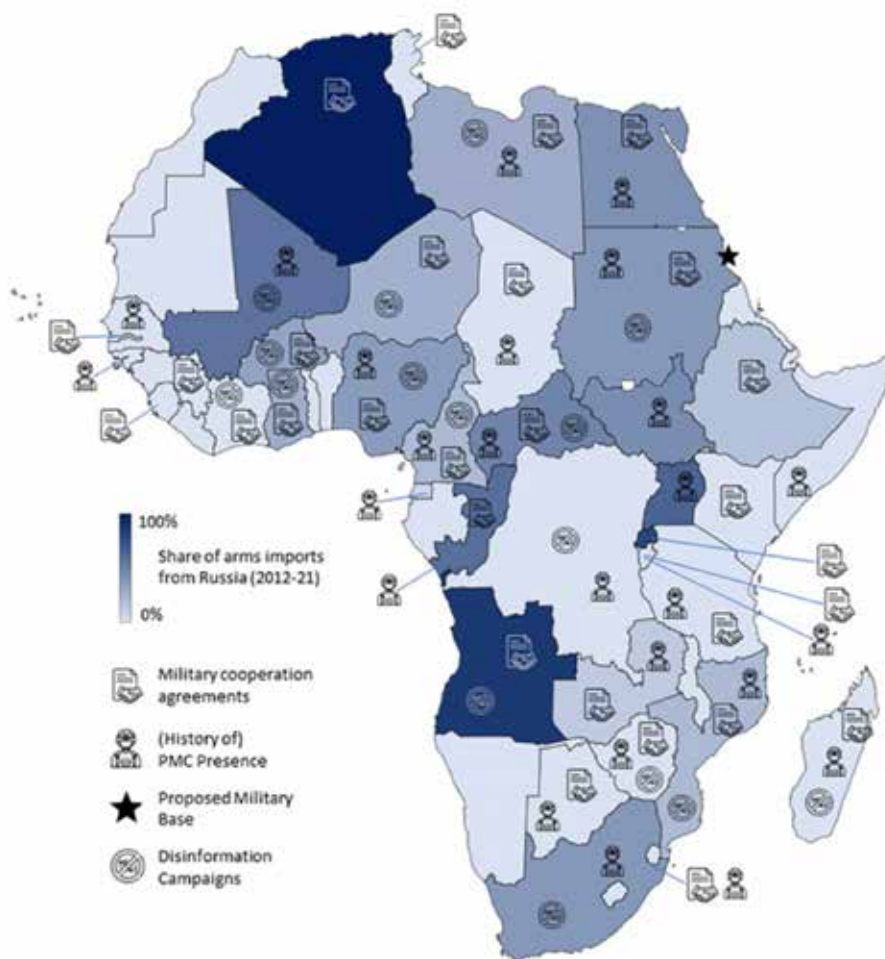 100%
Share of arms imports
from Russia (2012-21)
0%
Military cooperation
agreements
(History of)
PMC Presence
Proposed Military
Base
Disinformation
Campaigns